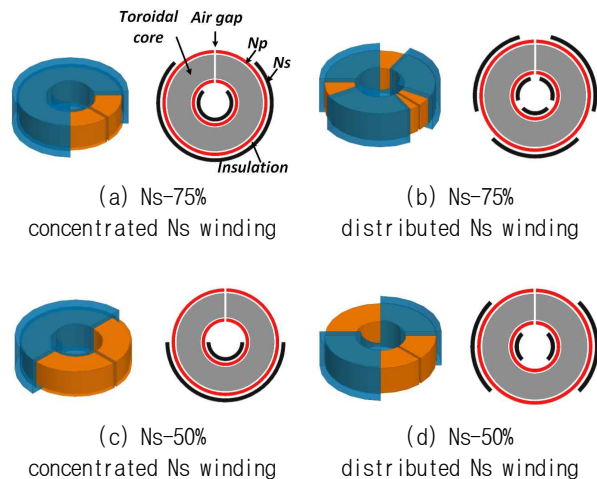 Toroidal core
Air gap
Np
Ns
Insulation
(a) Ns-75%
concentrated Ns winding
(b) Ns-75%
distributed Ns winding
(c) Ns-50%
concentrated Ns winding
(d) Ns-50%
distributed Ns winding